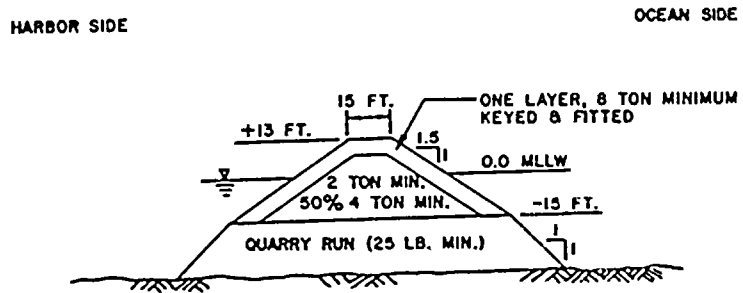 HARBOR SIDE
OCEAN SIDE
15 FT.
ONE LAYER, 8 TON MINIMUM
KEYED & FITTED
+13 FT.
1.5
1
0.0 MLLW
2 TON MIN.
50% 4 TON MIN.
-15 FT.
QUARRY RUN (25 LB. MIN.)
1
1